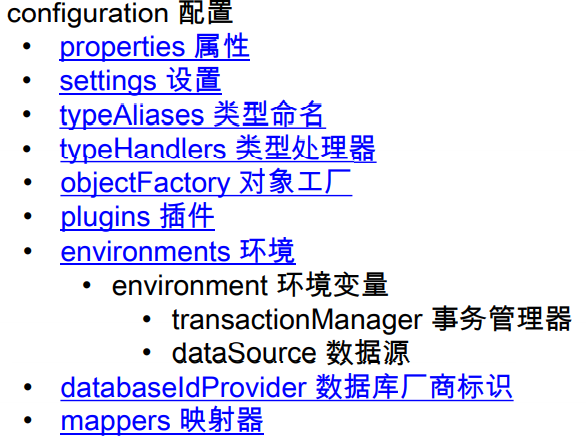 configuration 配置
• properties 属性
• settings 设置
• typeAliases 类型命名
• typeHandlers 类型处理器
• objectFactory 对象工厂
• plugins 插件
• environments 环境
• environment 环境变量
• transactionManager 事务管理器
• dataSource 数据源
• databaseIdProvider 数据库厂商标识
• mappers 映射器